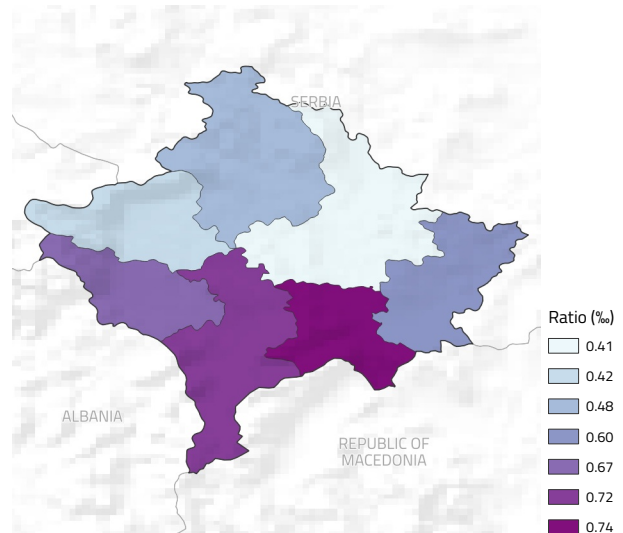 SERBIA
ALBANIA
REPUBLIC OF
MACEDONIA
Ratio (‰)
0.41
0.42
0.48
0.60
0.67
0.72
0.74